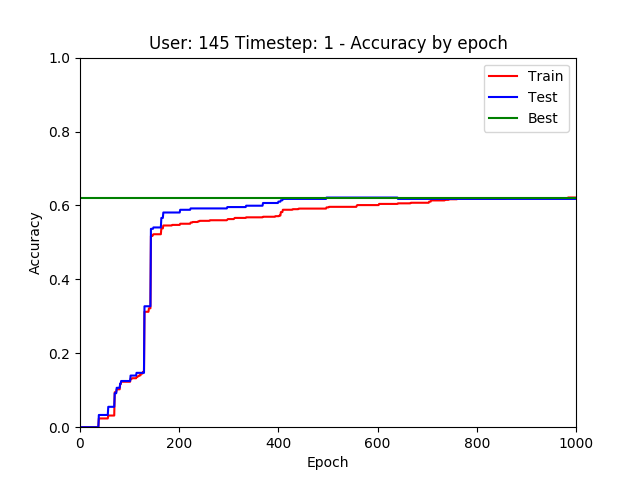 User: 145 Timestep: 1 - Accuracy by epoch
1.0
0.8
0.6
0.4
0.2
0.0
Accuracy
Train
Test
Best
0 200 400 600 800 1000
Epoch